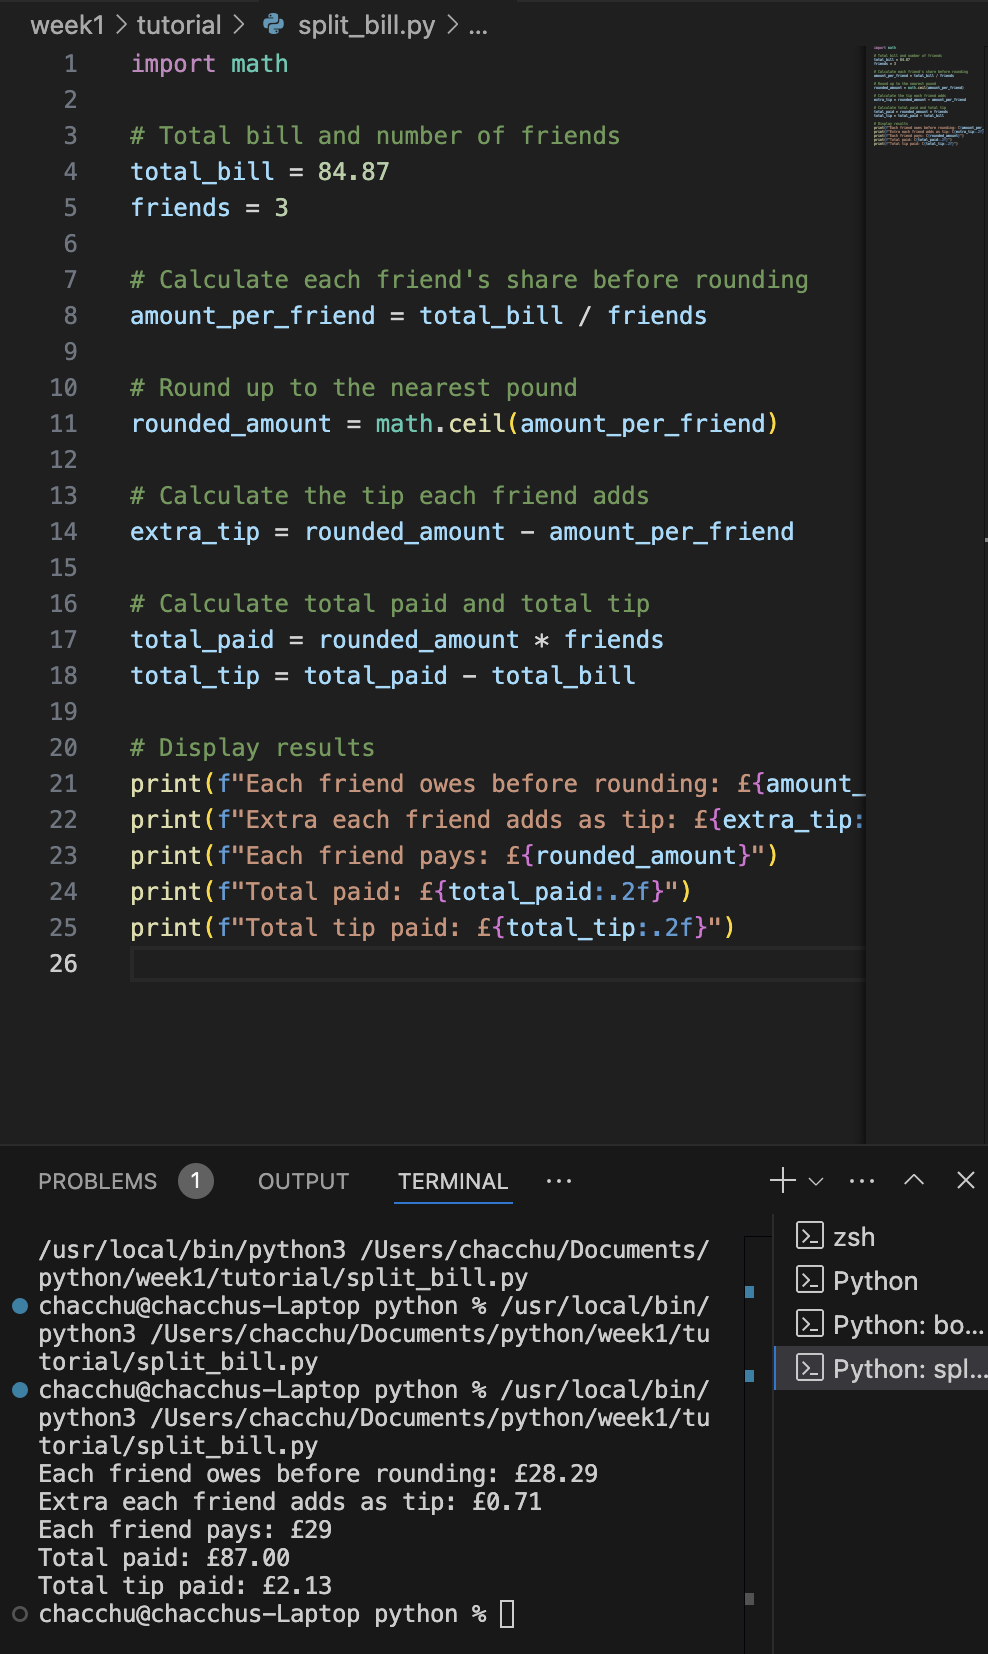 week1 > tutorial > split_bill.py > ...
1 import math
2
3 # Total bill and number of friends
4 total_bill = 84.87
5 friends = 3
6
7 # Calculate each friend's share before rounding
8 amount_per_friend = total_bill / friends
9
10 # Round up to the nearest pound
11 rounded_amount = math.ceil(amount_per_friend)
12
13 # Calculate the tip each friend adds
14 extra_tip = rounded_amount - amount_per_friend
15
16 # Calculate total paid and total tip
17 total_paid = rounded_amount * friends
18 total_tip = total_paid - total_bill
19
20 # Display results
21 print(f"Each friend owes before rounding: £{amount_
22 print(f"Extra each friend adds as tip: £{extra_tip:
23 print(f"Each friend pays: £{rounded_amount}")
24 print(f"Total paid: £{total_paid:.2f}")
25 print(f"Total tip paid: £{total_tip:.2f}")
26
PROBLEMS 1 OUTPUT TERMINAL ...
/usr/local/bin/python3 /Users/chacchu/Documents/
python/week1/tutorial/split_bill.py
chacchu@chacchus-Laptop python % /usr/local/bin/
python3 /Users/chacchu/Documents/python/week1/tu
torial/split_bill.py
chacchu@chacchus-Laptop python % /usr/local/bin/
python3 /Users/chacchu/Documents/python/week1/tu
torial/split_bill.py
Each friend owes before rounding: £28.29
Extra each friend adds as tip: £0.71
Each friend pays: £29
Total paid: £87.00
Total tip paid: £2.13
chacchu@chacchus-Laptop python %
zsh
Python
Python: bo...
Python: spl...